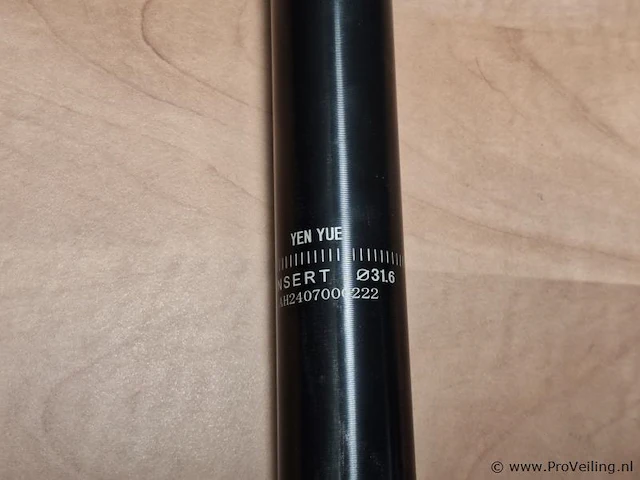 YEN YUE
NSERT Ø31.6
AH2407000222
© www.ProVeiling.nl